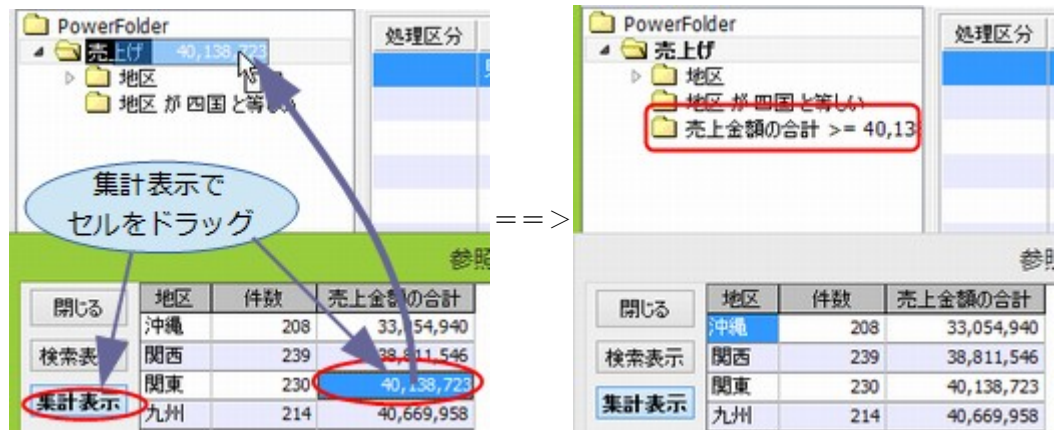 PowerFolder
売上げ 40,138,723
地区
地区 が 四国 と等しい
処理区分
集計表示で
セルをドラッグ
参照
閉じる
検索表示
集計表示
地区 件数 売上金額の合計
沖縄 208 33,054,940
関西 239 38,811,546
関東 230 40,138,723
九州 214 40,669,958
==>
PowerFolder
売上げ
地区
地区 が 四国 と等しい
売上金額の合計 >= 40,13
処理区分
参照
閉じる
検索表示
集計表示
地区 件数 売上金額の合計
沖縄 208 33,054,940
関西 239 38,811,546
関東 230 40,138,723
九州 214 40,669,958